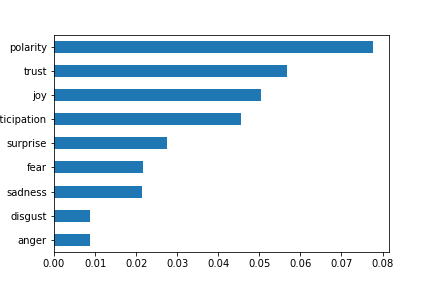 polarity
trust
joy
ticipation
surprise
fear
sadness
disgust
anger
0.00 0.01 0.02 0.03 0.04 0.05 0.06 0.07 0.08